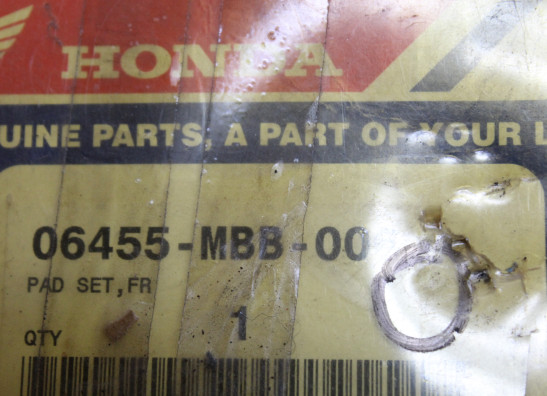 HONDA
UINE PARTS, A PART OF YOUR L
06455-MBB-00
PAD SET, FR
1
QTY